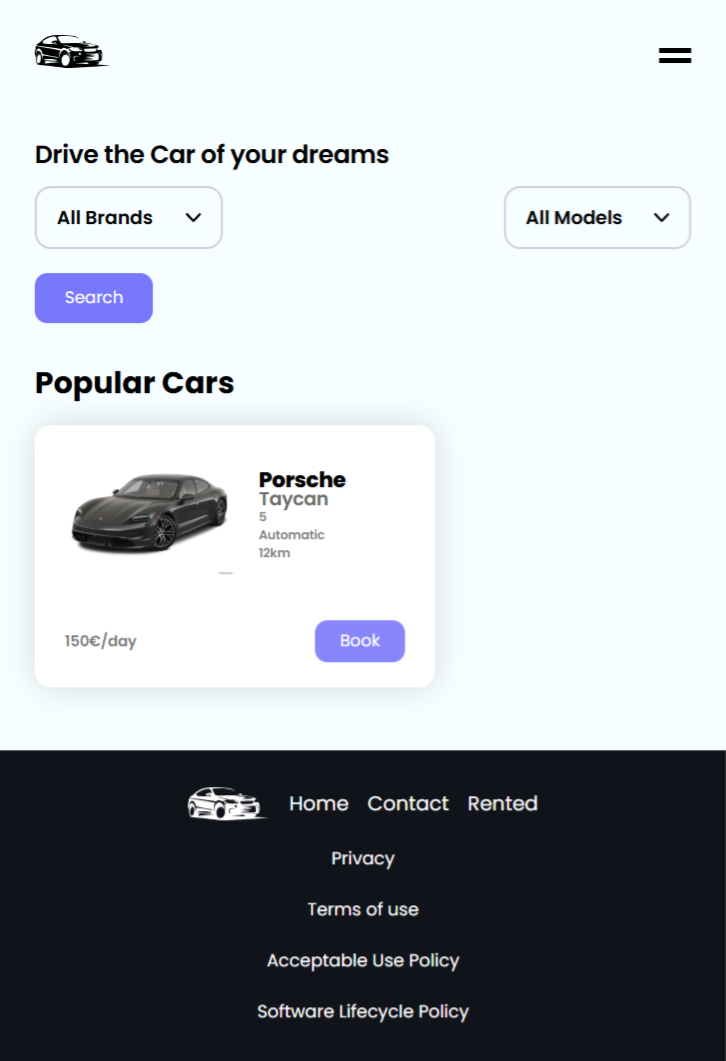 Drive the Car of your dreams
All Brands
All Models
Search
Popular Cars
Porsche
Taycan
5
Automatic
12km
150€/day
Book
Home Contact Rented
Privacy
Terms of use
Acceptable Use Policy
Software Lifecycle Policy